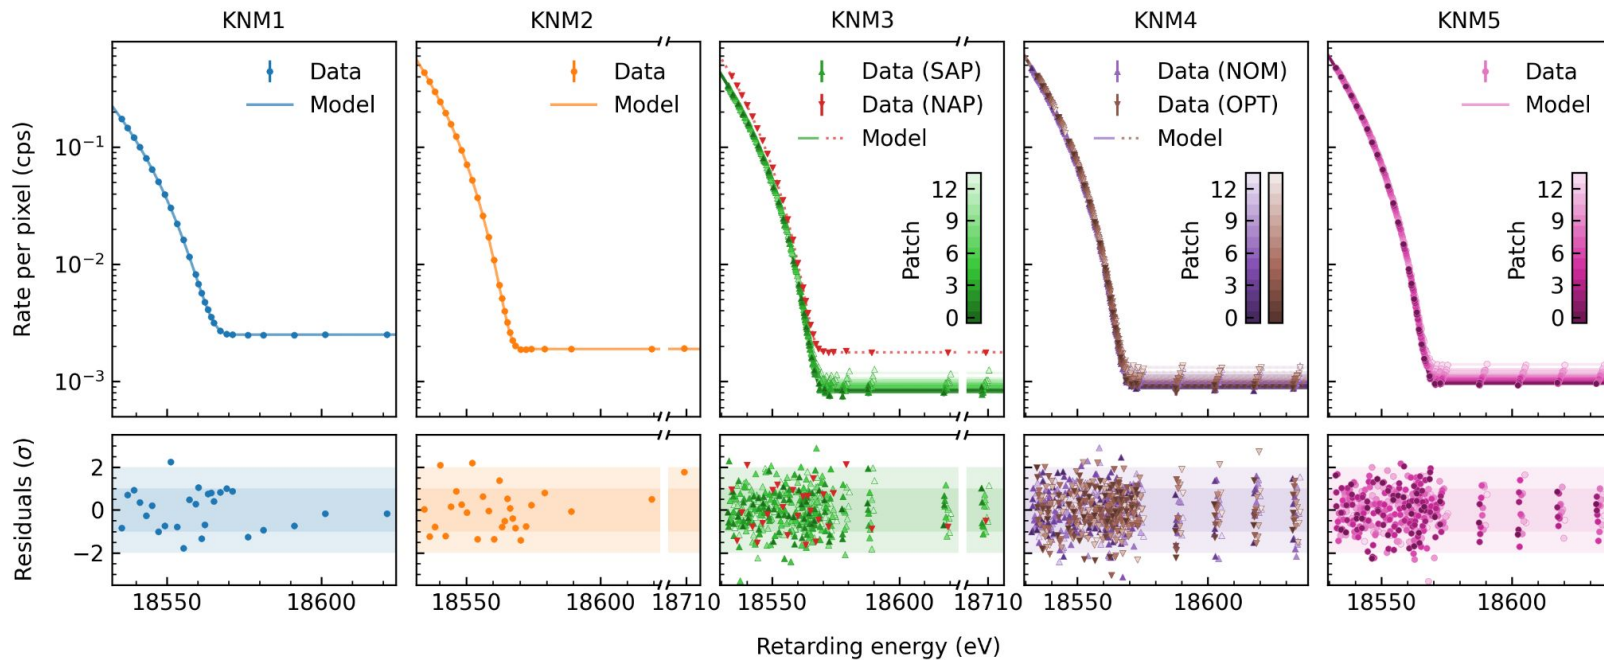 KNM1
KNM2
KNM3
KNM4
KNM5
Rate per pixel (cps)
10⁻¹
10⁻²
10⁻³
Data
Model
Data
Model
Data (SAP)
Data (NAP)
Model
Patch
12
9
6
3
0
Data (NOM)
Data (OPT)
Model
Patch
12
9
6
3
0
Data
Model
Patch
12
9
6
3
0
Residuals (σ)
2
0
−2
18550
18600
18550
18600
18710
18550
18600
18710
18550
18600
18550
18600
Retarding energy (eV)